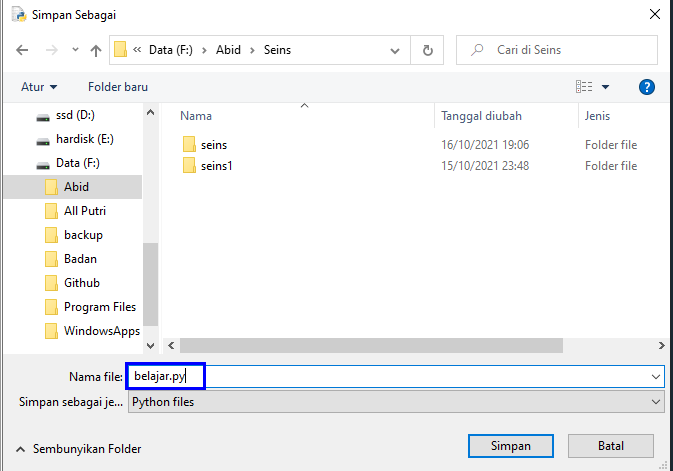 Simpan Sebagai
« Data (F:) › Abid › Seins
Cari di Seins
Atur
Folder baru
?
ssd (D:)
hardisk (E:)
Data (F:)
Abid
All Putri
backup
Badan
Github
Program Files
WindowsApps
Nama Tanggal diubah Jenis
seins 16/10/2021 19:06 Folder file
seins1 15/10/2021 23:48 Folder file
Nama file: belajar.py
Simpan sebagai je... Python files
Sembunyikan Folder
Simpan
Batal